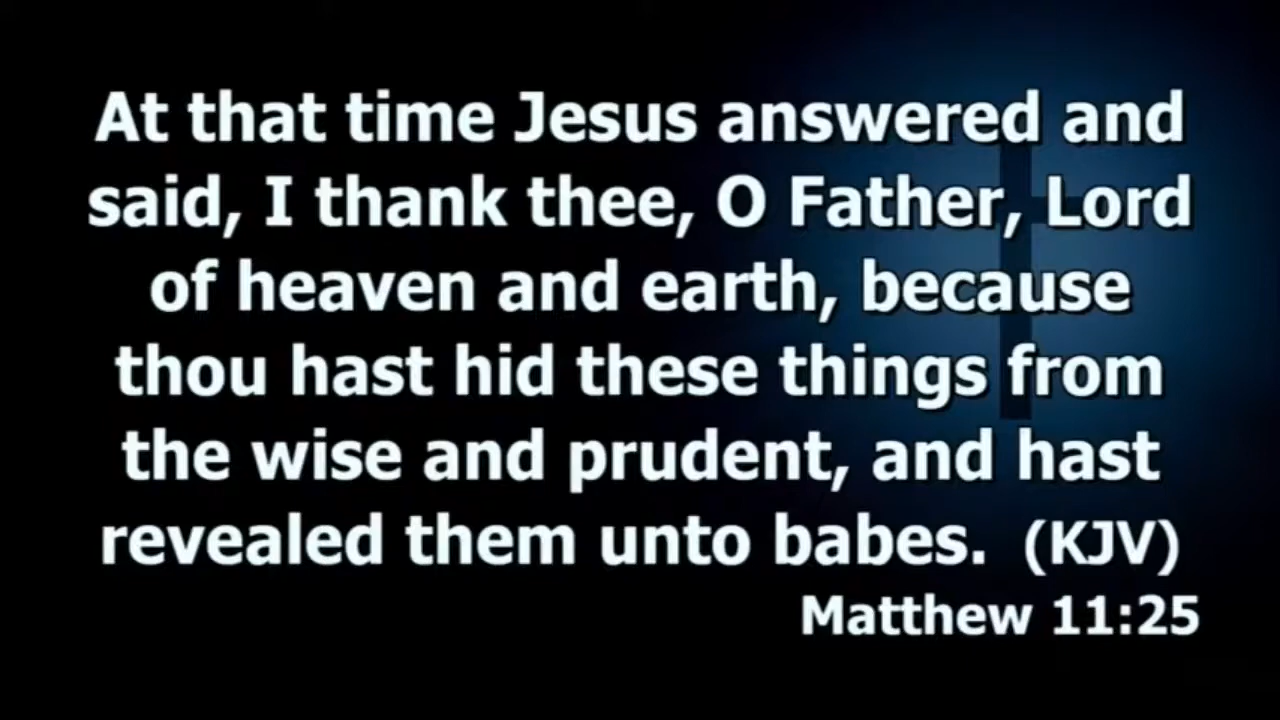 At that time Jesus answered and
said, I thank thee, O Father, Lord
of heaven and earth, because
thou hast hid these things from
the wise and prudent, and hast
revealed them unto babes. (KJV)
Matthew 11:25